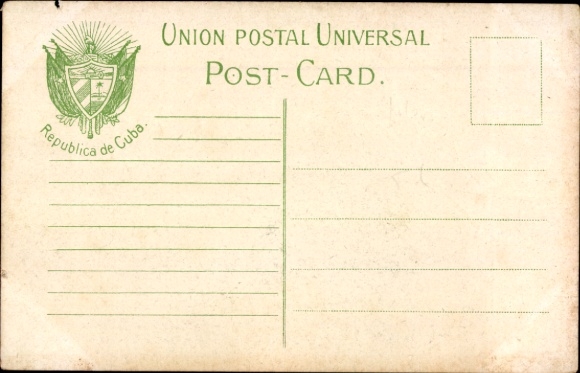 UNION POSTAL UNIVERSAL
POST-CARD.
Republica de Cuba.